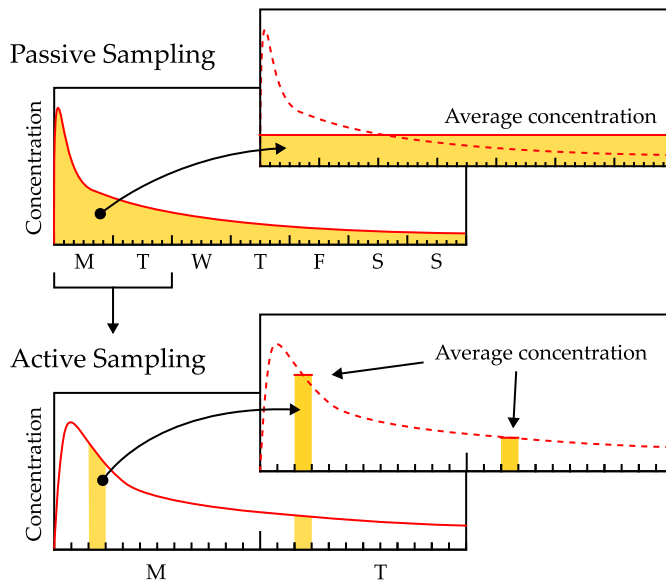 Passive Sampling
Average concentration
Concentration
M T W T F S S
Active Sampling
Average concentration
Concentration
M T